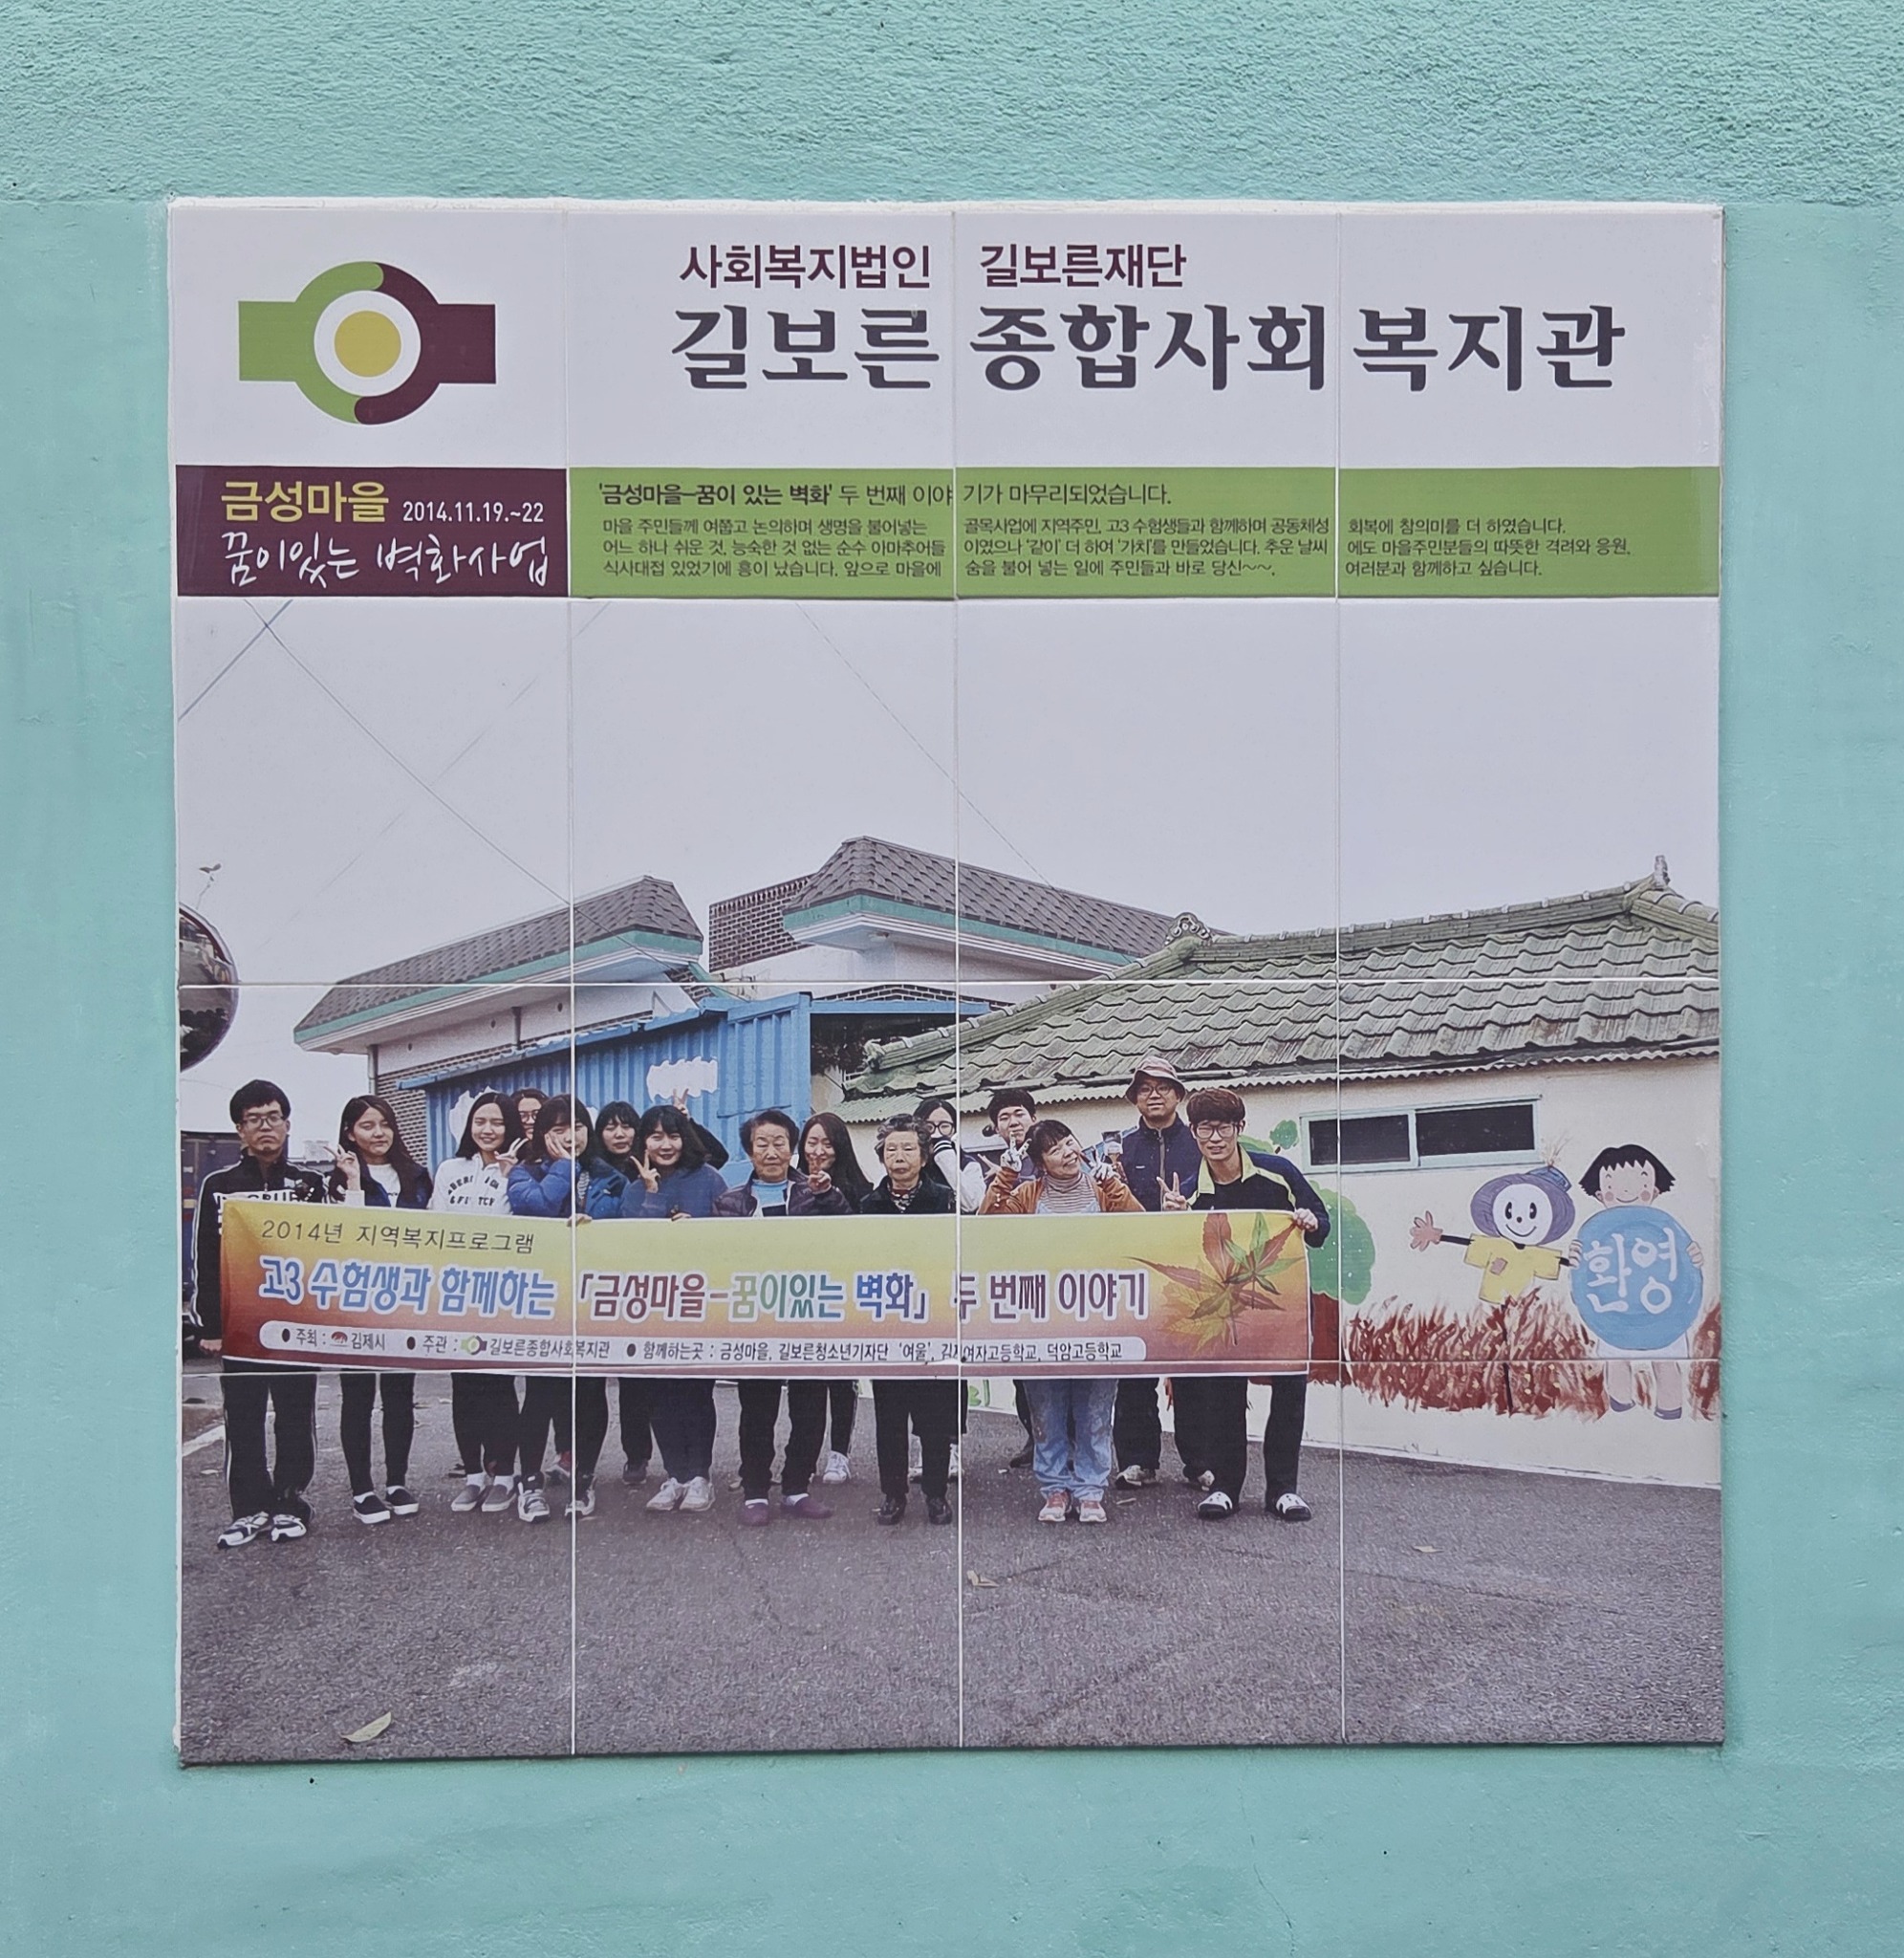 사회복지법인 길보른재단
길보른 종합사회복지관
금성마을 2014.11.19.~22
꿈이있는 벽화사업
'금성마을-꿈이 있는 벽화' 두 번째 이야기가 마무리되었습니다.
마을 주민들께 여쭙고 논의하며 생명을 불어넣는 골목사업에 지역주민, 고3 수험생들과 함께하며 공동체성 회복에 참의미를 더 하였습니다.
어느 하나 쉬운 것, 능숙한 것 없는 순수 아마추어들이였으나 '같이' 더 하여 '가치'를 만들었습니다. 추운 날씨에도 마을주민분들의 따뜻한 격려와 응원,
식사대접 있었기에 흥이 났습니다. 앞으로 마을에 숨을 불어 넣는 일에 주민들과 바로 당신~~, 여러분과 함께하고 싶습니다.
2014년 지역복지프로그램
고3 수험생과 함께하는 「금성마을-꿈이있는 벽화」 두 번째 이야기
● 주최 : 김제시 ● 주관 : 길보른종합사회복지관 ● 함께하는곳 : 금성마을, 길보른청소년기자단 '여울', 김제여자고등학교, 덕암고등학교
환영